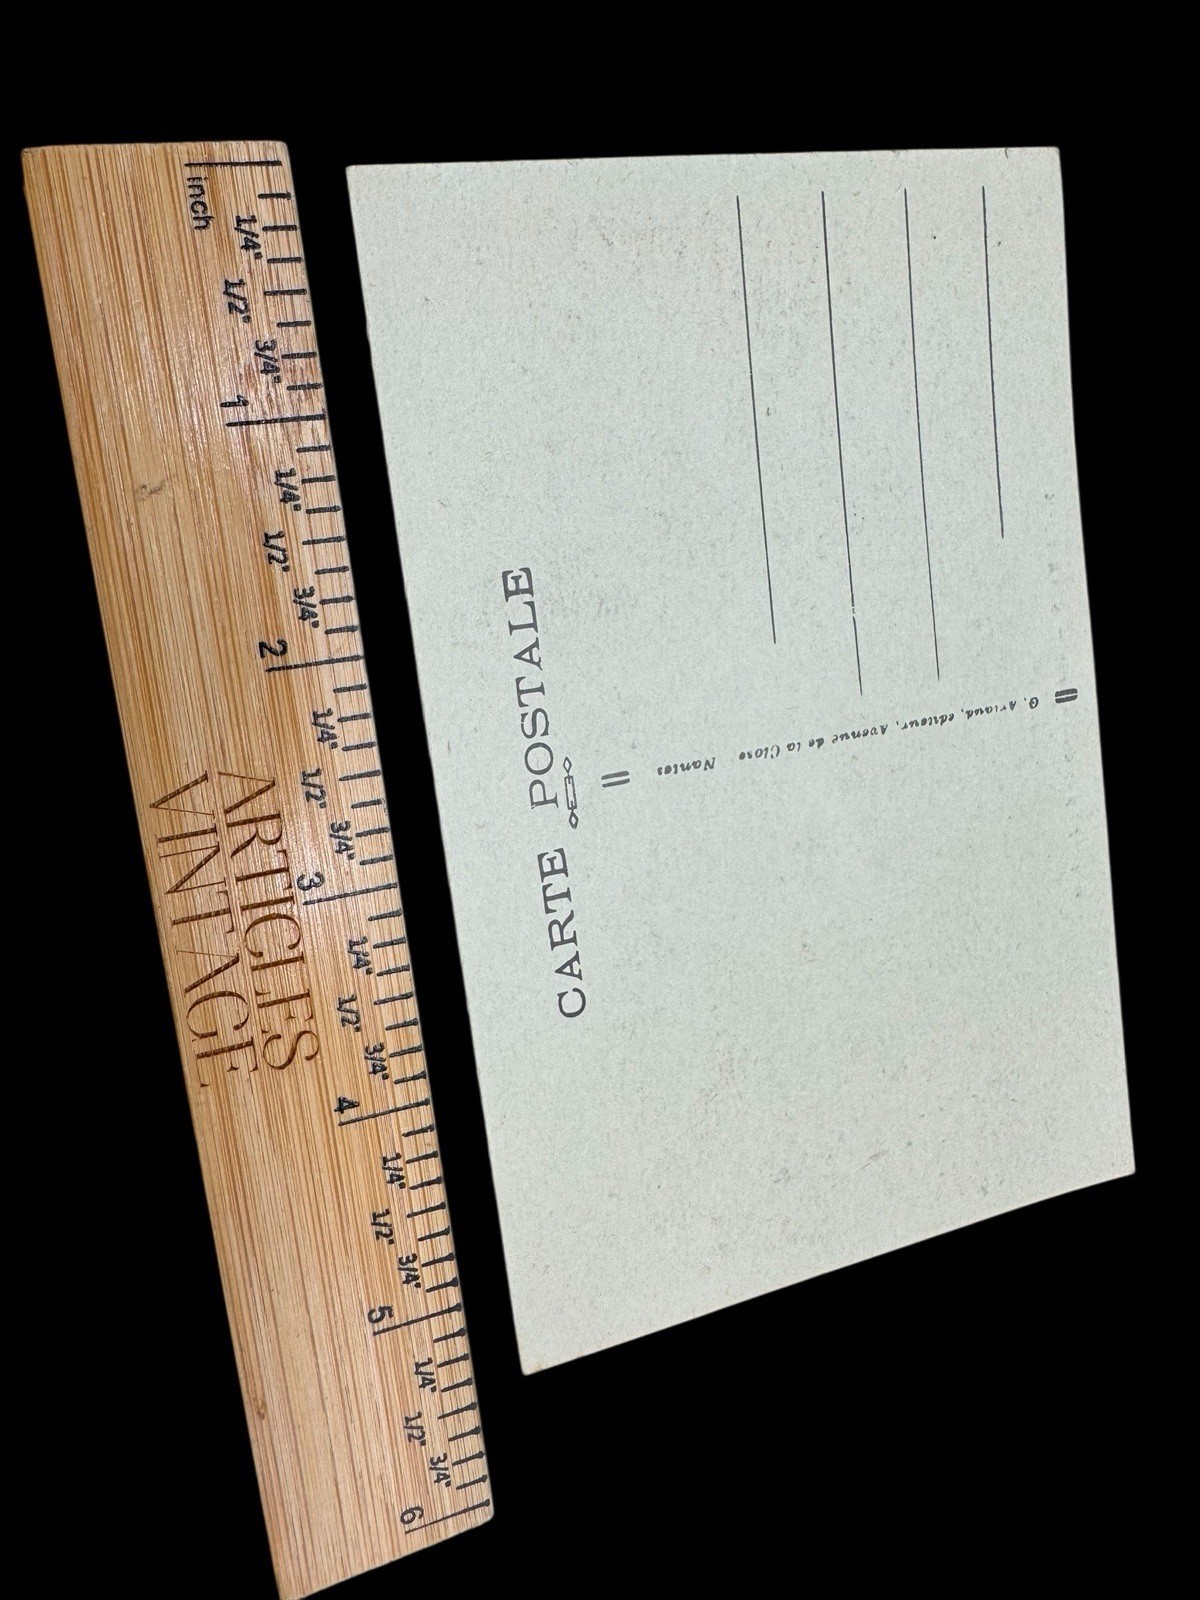 inch
1/4" 1/2" 3/4" 1
1/4" 1/2" 3/4" 2
1/4" 1/2" 3/4" 3
1/4" 1/2" 3/4" 4
1/4" 1/2" 3/4" 5
1/4" 1/2" 3/4" 6
ARTICLES
VINTAGE
CARTE POSTALE
G. Ariaud, editeur, Avenue de la Close Nantes